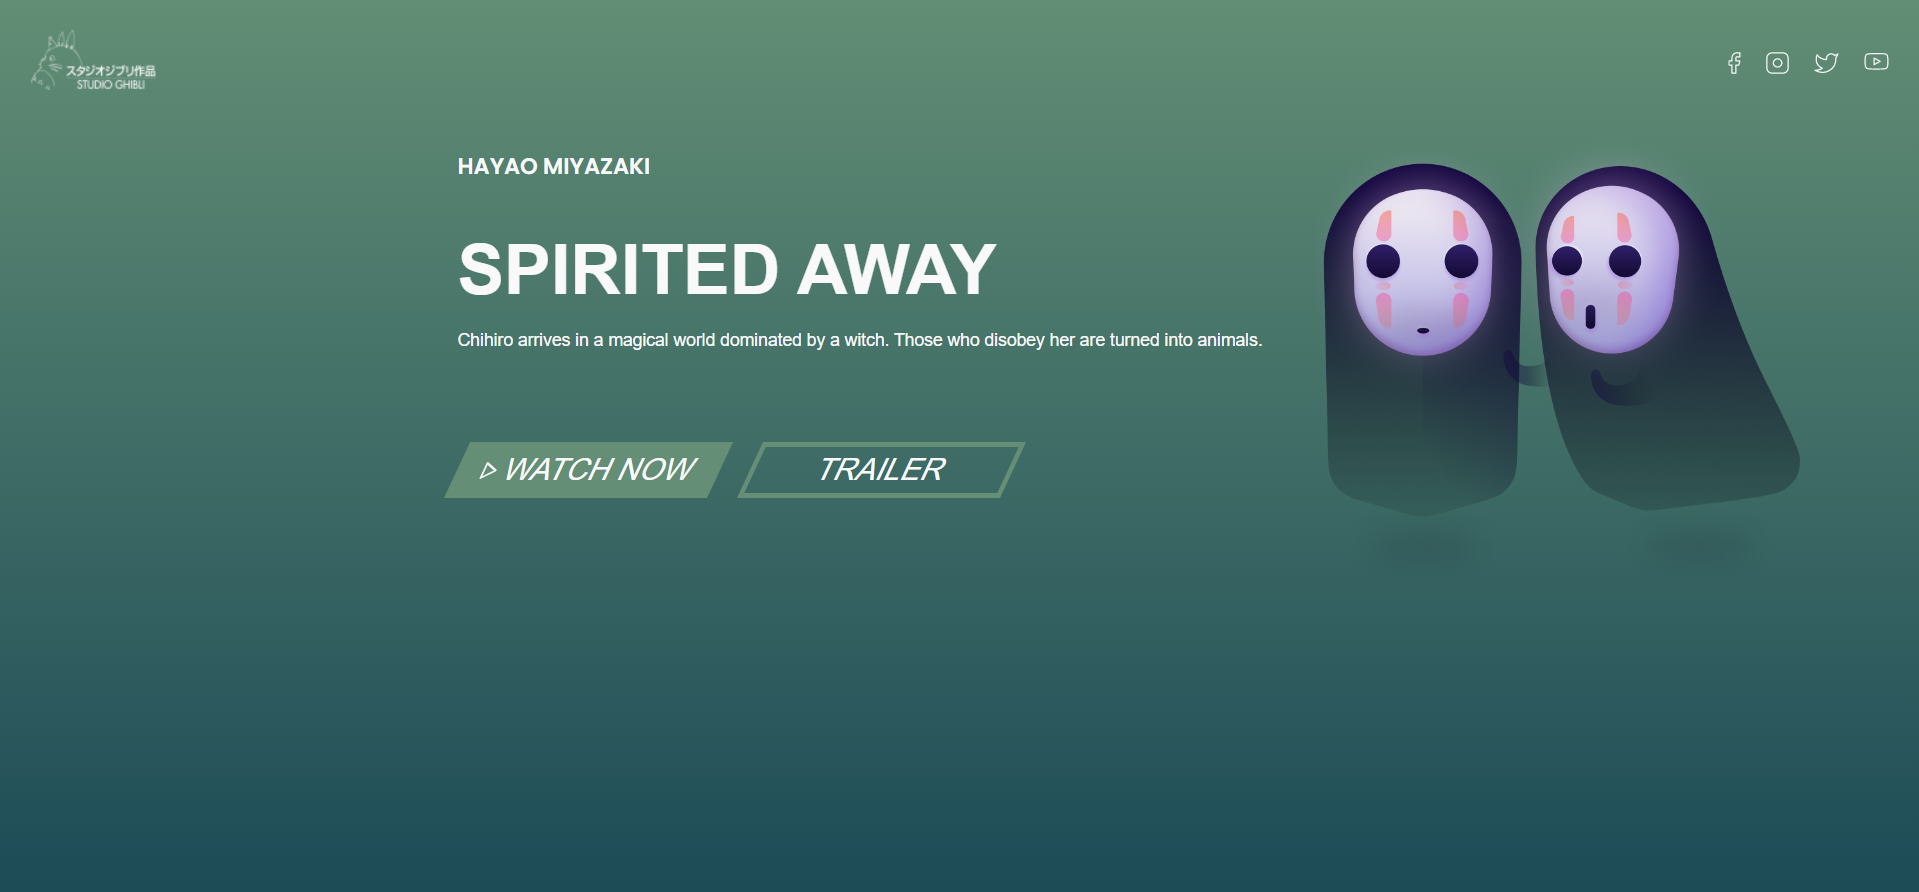 スタジオジブリ作品
STUDIO GHIBLI
HAYAO MIYAZAKI
SPIRITED AWAY
Chihiro arrives in a magical world dominated by a witch. Those who disobey her are turned into animals.
WATCH NOW
TRAILER